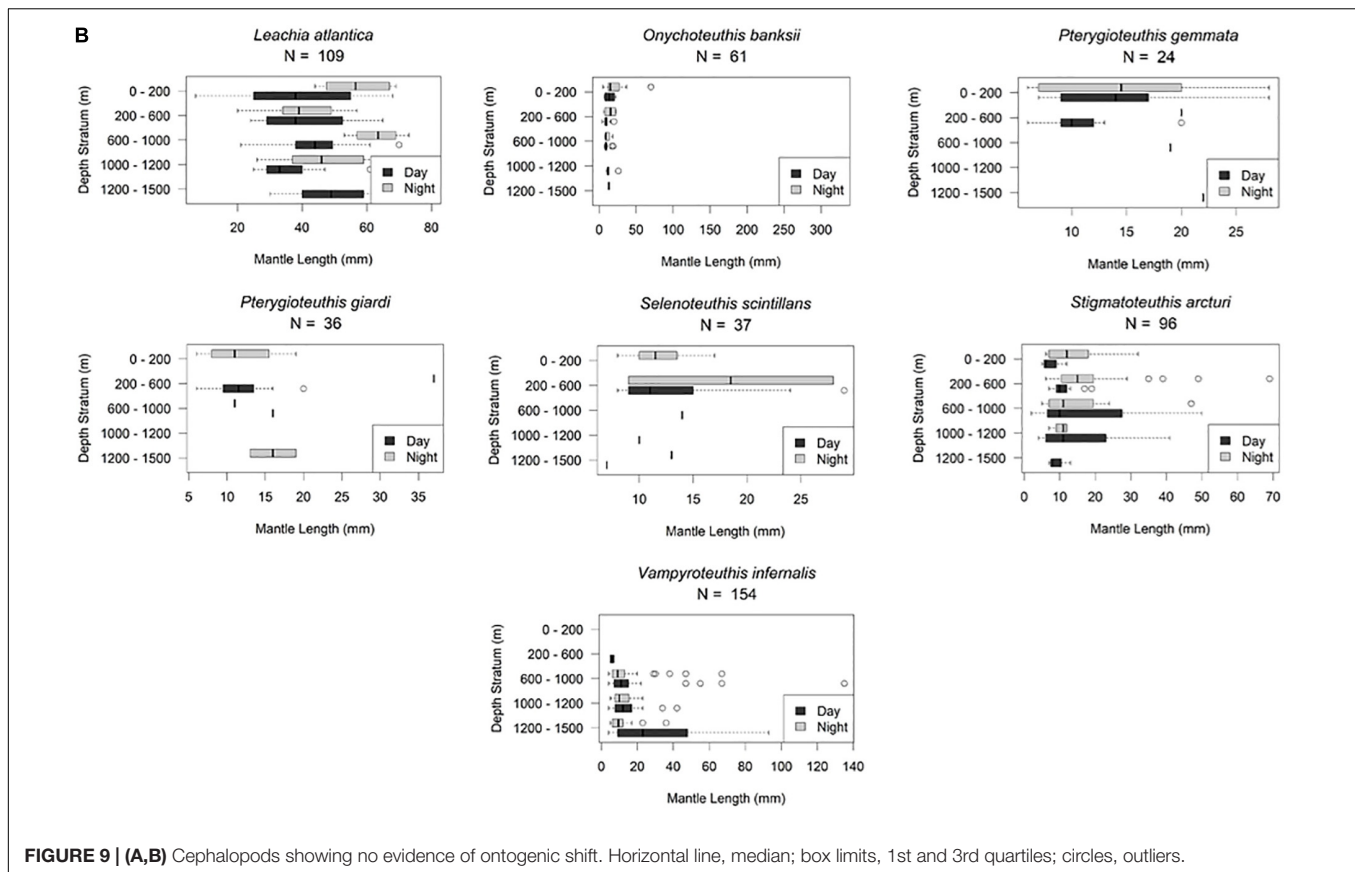 B
Leachia atlantica
N = 109
Depth Stratum (m)
0 - 200
200 - 600
600 - 1000
1000 - 1200
1200 - 1500
Day
Night
20 40 60 80
Mantle Length (mm)
Onychoteuthis banksii
N = 61
Depth Stratum (m)
0 - 200
200 - 600
600 - 1000
1000 - 1200
1200 - 1500
Day
Night
0 50 100 150 200 250 300
Mantle Length (mm)
Pterygioteuthis gemmata
N = 24
Depth Stratum (m)
0 - 200
200 - 600
600 - 1000
1000 - 1200
1200 - 1500
Day
Night
10 15 20 25
Mantle Length (mm)
Pterygioteuthis giardi
N = 36
Depth Stratum (m)
0 - 200
200 - 600
600 - 1000
1000 - 1200
1200 - 1500
Day
Night
5 10 15 20 25 30 35
Mantle Length (mm)
Selenoteuthis scintillans
N = 37
Depth Stratum (m)
0 - 200
200 - 600
600 - 1000
1000 - 1200
1200 - 1500
Day
Night
10 15 20 25
Mantle Length (mm)
Stigmatoteuthis arcturi
N = 96
Depth Stratum (m)
0 - 200
200 - 600
600 - 1000
1000 - 1200
1200 - 1500
Day
Night
0 10 20 30 40 50 60 70
Mantle Length (mm)
Vampyroteuthis infernalis
N = 154
Depth Stratum (m)
0 - 200
200 - 600
600 - 1000
1000 - 1200
1200 - 1500
Day
Night
0 20 40 60 80 100 120 140
Mantle Length (mm)
FIGURE 9 | (A,B) Cephalopods showing no evidence of ontogenic shift. Horizontal line, median; box limits, 1st and 3rd quartiles; circles, outliers.